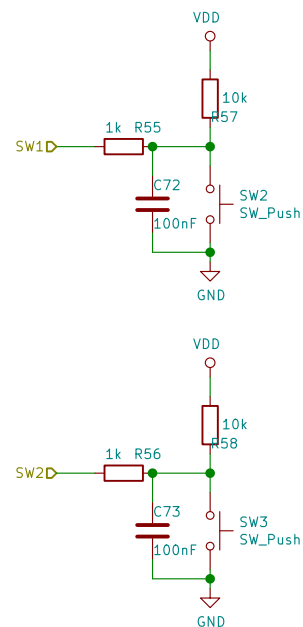 VDD
10k
R57
1k R55
SW1
C72
100nF
SW2
SW_Push
GND
VDD
10k
R58
1k R56
SW2
C73
100nF
SW3
SW_Push
GND